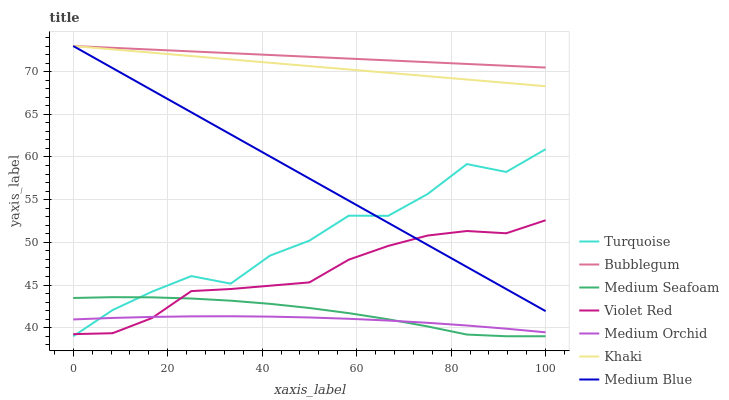 title
yaxis_label
70
65
60
55
50
45
40
0 20 40 60 80 100
xaxis_label
Turquoise
Bubblegum
Medium Seafoam
Violet Red
Medium Orchid
Khaki
Medium Blue